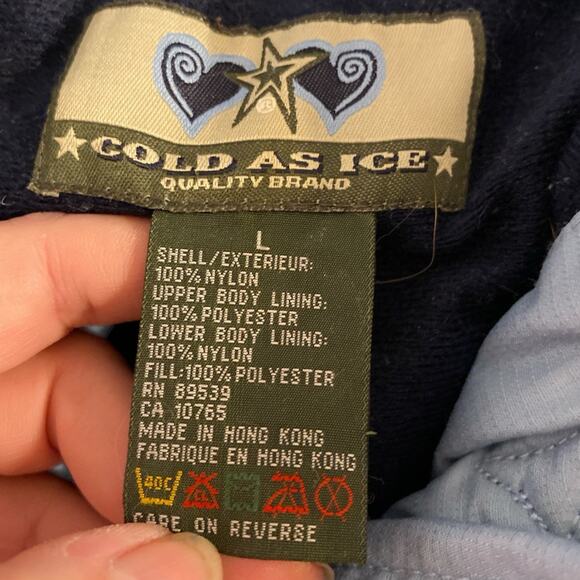 ®
COLD AS ICE
QUALITY BRAND
L
SHELL/EXTERIEUR:
100% NYLON
UPPER BODY LINING:
100% POLYESTER
LOWER BODY LINING:
100% NYLON
FILL:100% POLYESTER
RN 89539
CA 10765
MADE IN HONG KONG
FABRIQUE EN HONG KONG
40C
CARE ON REVERSE